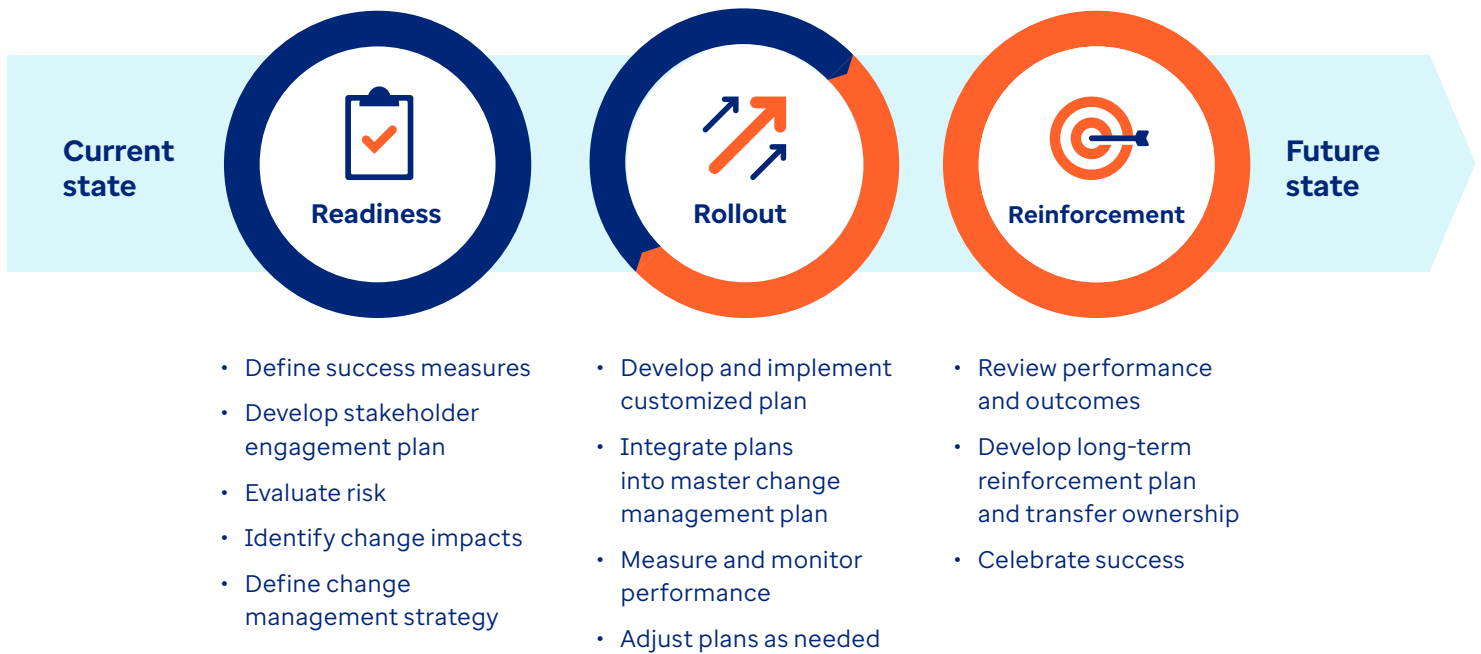 Current
state
Readiness
Rollout
Reinforcement
Future
state
• Define success measures
• Develop stakeholder
engagement plan
• Evaluate risk
• Identify change impacts
• Define change
management strategy
• Develop and implement
customized plan
• Integrate plans
into master change
management plan
• Measure and monitor
performance
• Adjust plans as needed
• Review performance
and outcomes
• Develop long-term
reinforcement plan
and transfer ownership
• Celebrate success